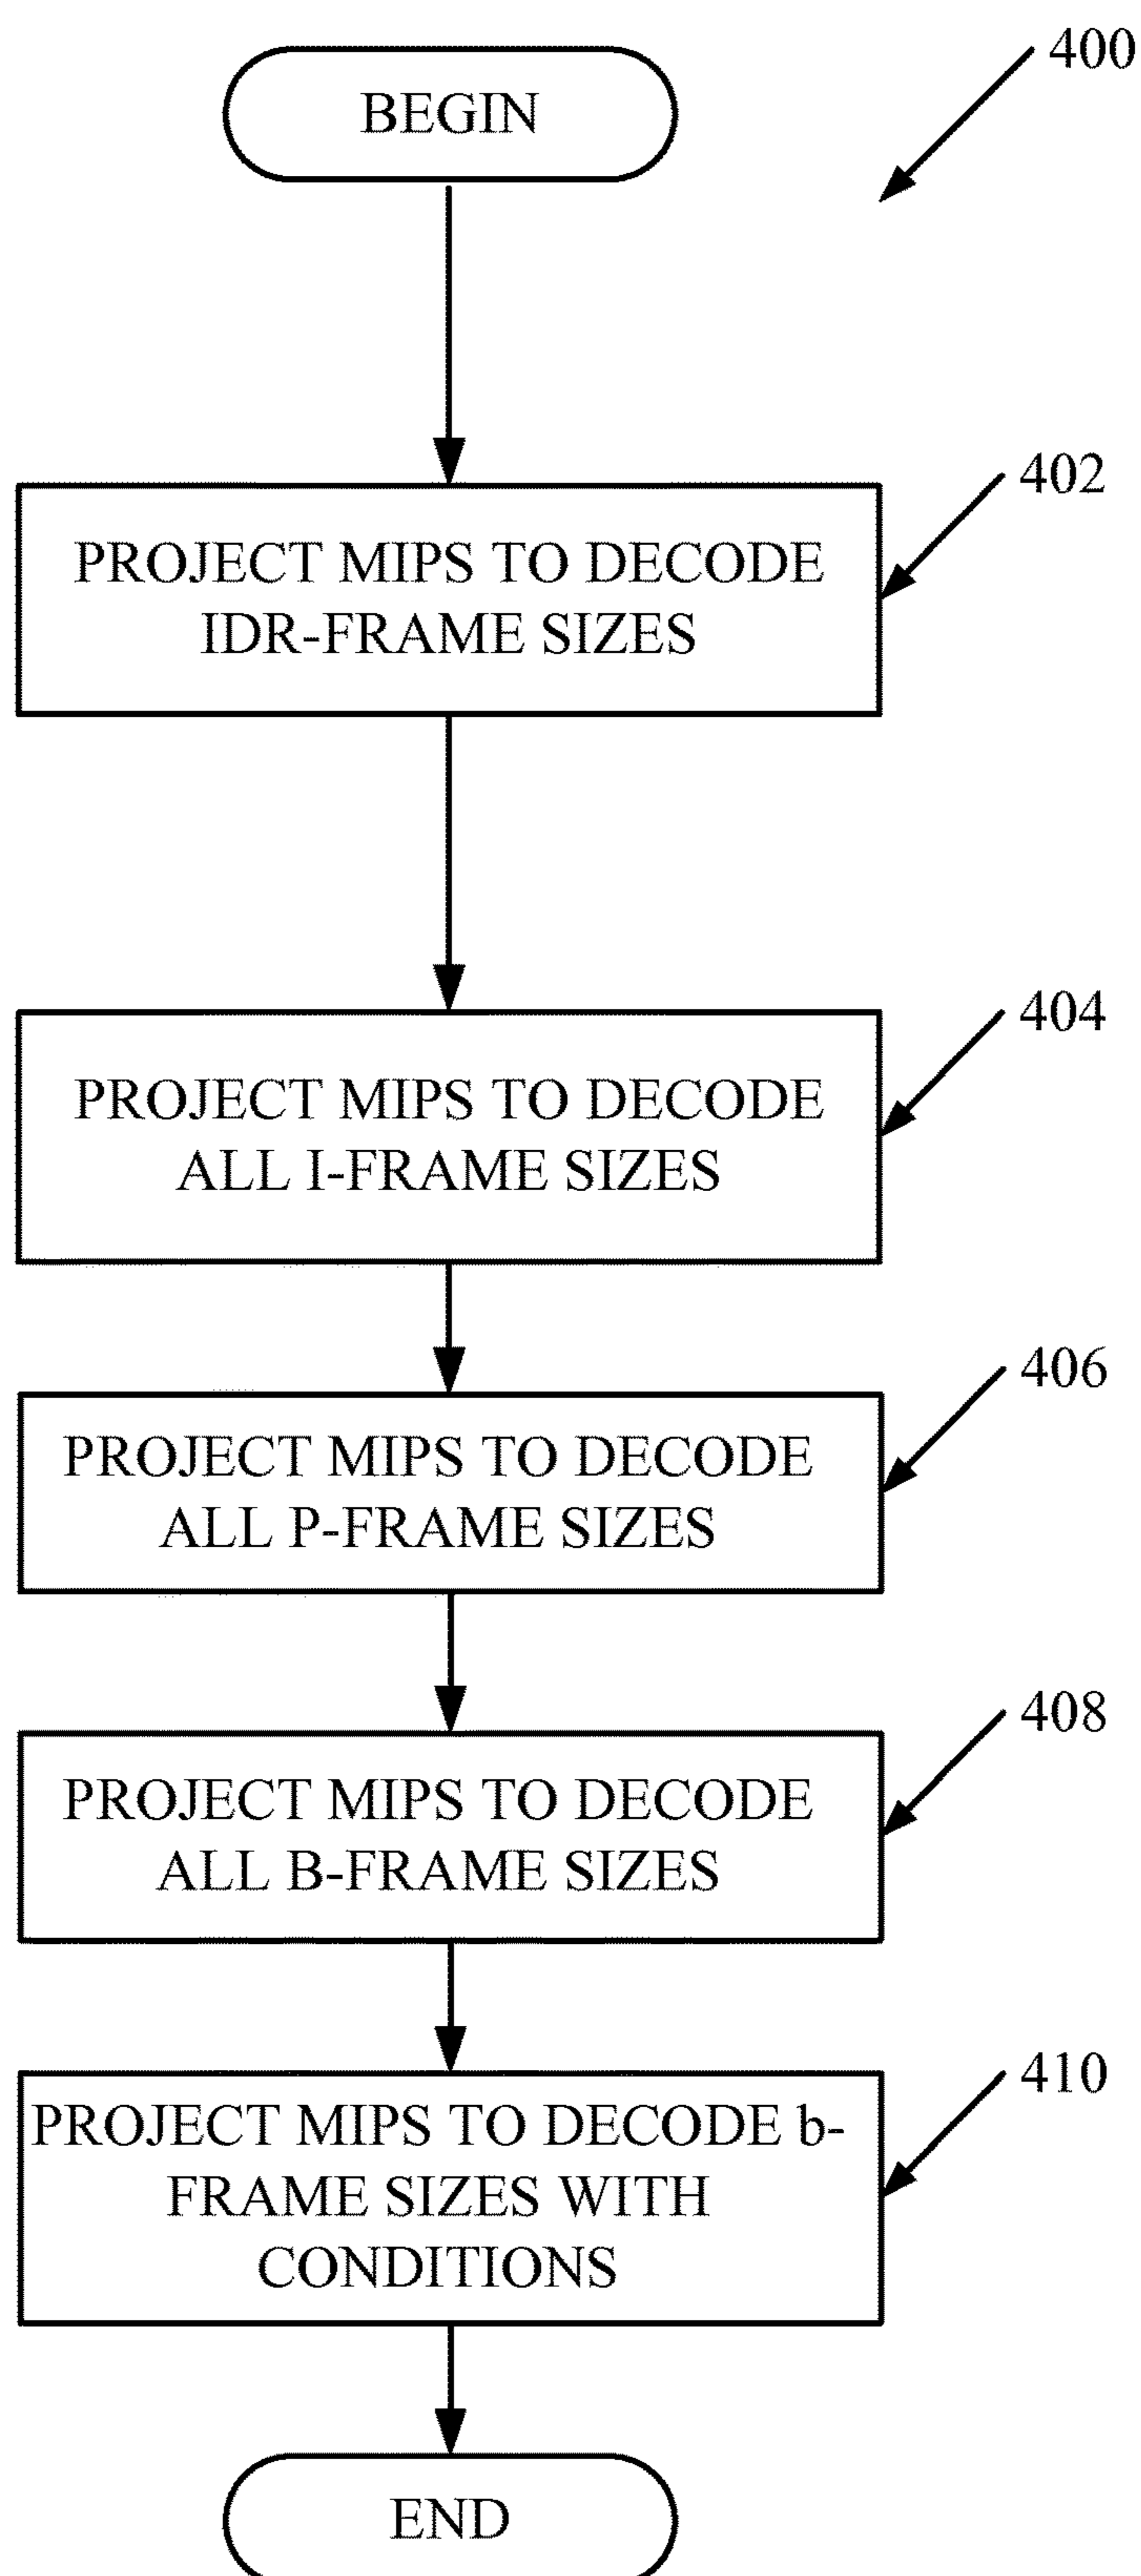 400
BEGIN
402
PROJECT MIPS TO DECODE
IDR-FRAME SIZES
404
PROJECT MIPS TO DECODE
ALL I-FRAME SIZES
406
PROJECT MIPS TO DECODE
ALL P-FRAME SIZES
408
PROJECT MIPS TO DECODE
ALL B-FRAME SIZES
410
PROJECT MIPS TO DECODE b-
FRAME SIZES WITH
CONDITIONS
END